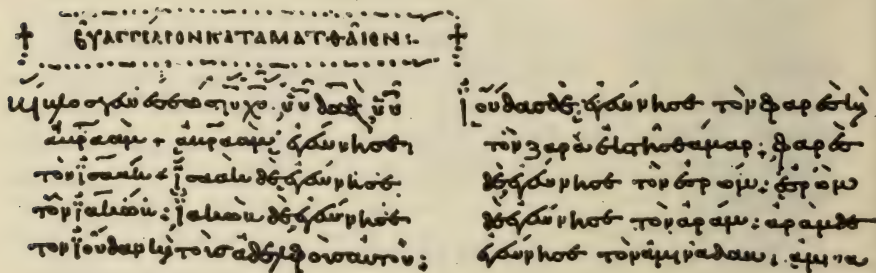 ✝ ΕΥΑΓΓΕΛΙΟΝ ΚΑΤΑ ΜΑΤΘΑΙΟΝ: ✝
Βίβλος γενέσεως ιυ χυ υυ δαδ υυ
ἀβραάμ + ἀβραὰμ ἐγέννησε
τὸν ἰσαάκ: ἰσαὰκ δὲ ἐγέννησε
τὸν ἰακώβ: ἰακὼβ δὲ ἐγέννησε
τὸν ἰούδαν κ τοὺς ἀδελφοὺς αὐτοῦ:
ἰούδας δὲ ἐγέννησε τὸν φαρὲς κ
τὸν ζαρὰ ἐκ τῆς θάμαρ: φαρὲς
δὲ ἐγέννησε τὸν ἐσρώμ: ἐσρὼμ
δὲ ἐγέννησε τὸν ἀράμ: ἀρὰμ δὲ
ἐγέννησε τὸν ἀμιναδάβ: ἀμινα